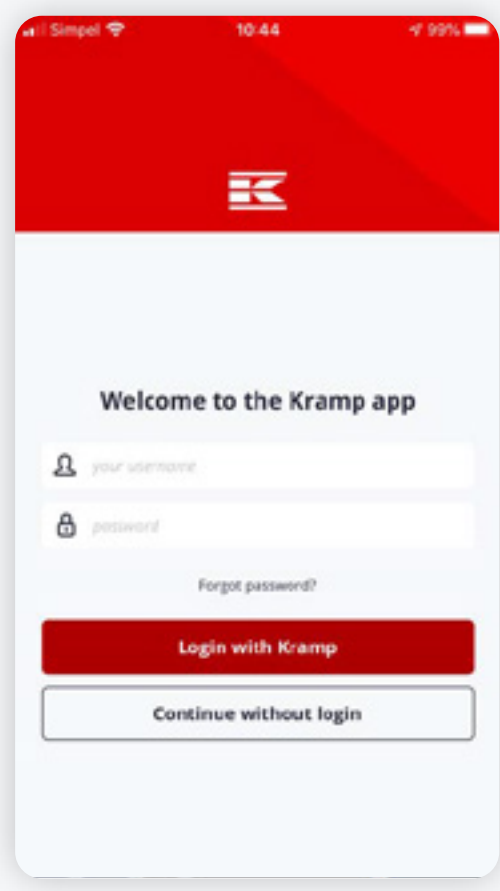 Simpel 10:44 99%
K
Welcome to the Kramp app
your username
password
Forgot password?
Login with Kramp
Continue without login